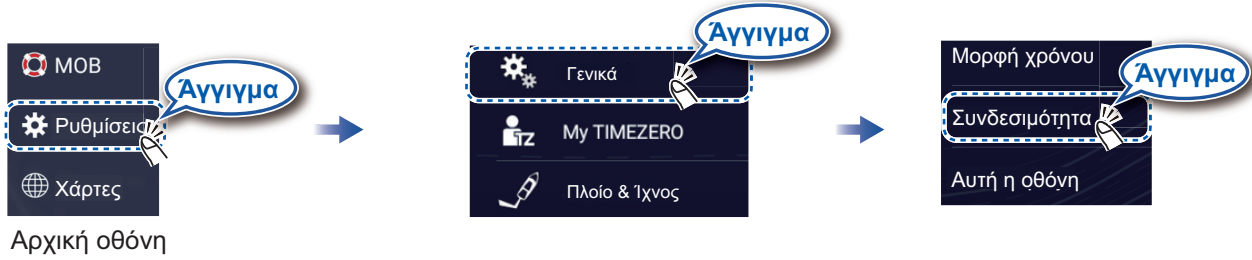 MOB
Άγγιγμα
Ρυθμίσεις
Χάρτες
Αρχική οθόνη
Άγγιγμα
Γενικά
My TIMEZERO
Πλοίο & Ίχνος
Μορφή χρόνου
Άγγιγμα
Συνδεσιμότητα
Αυτή η οθόνη